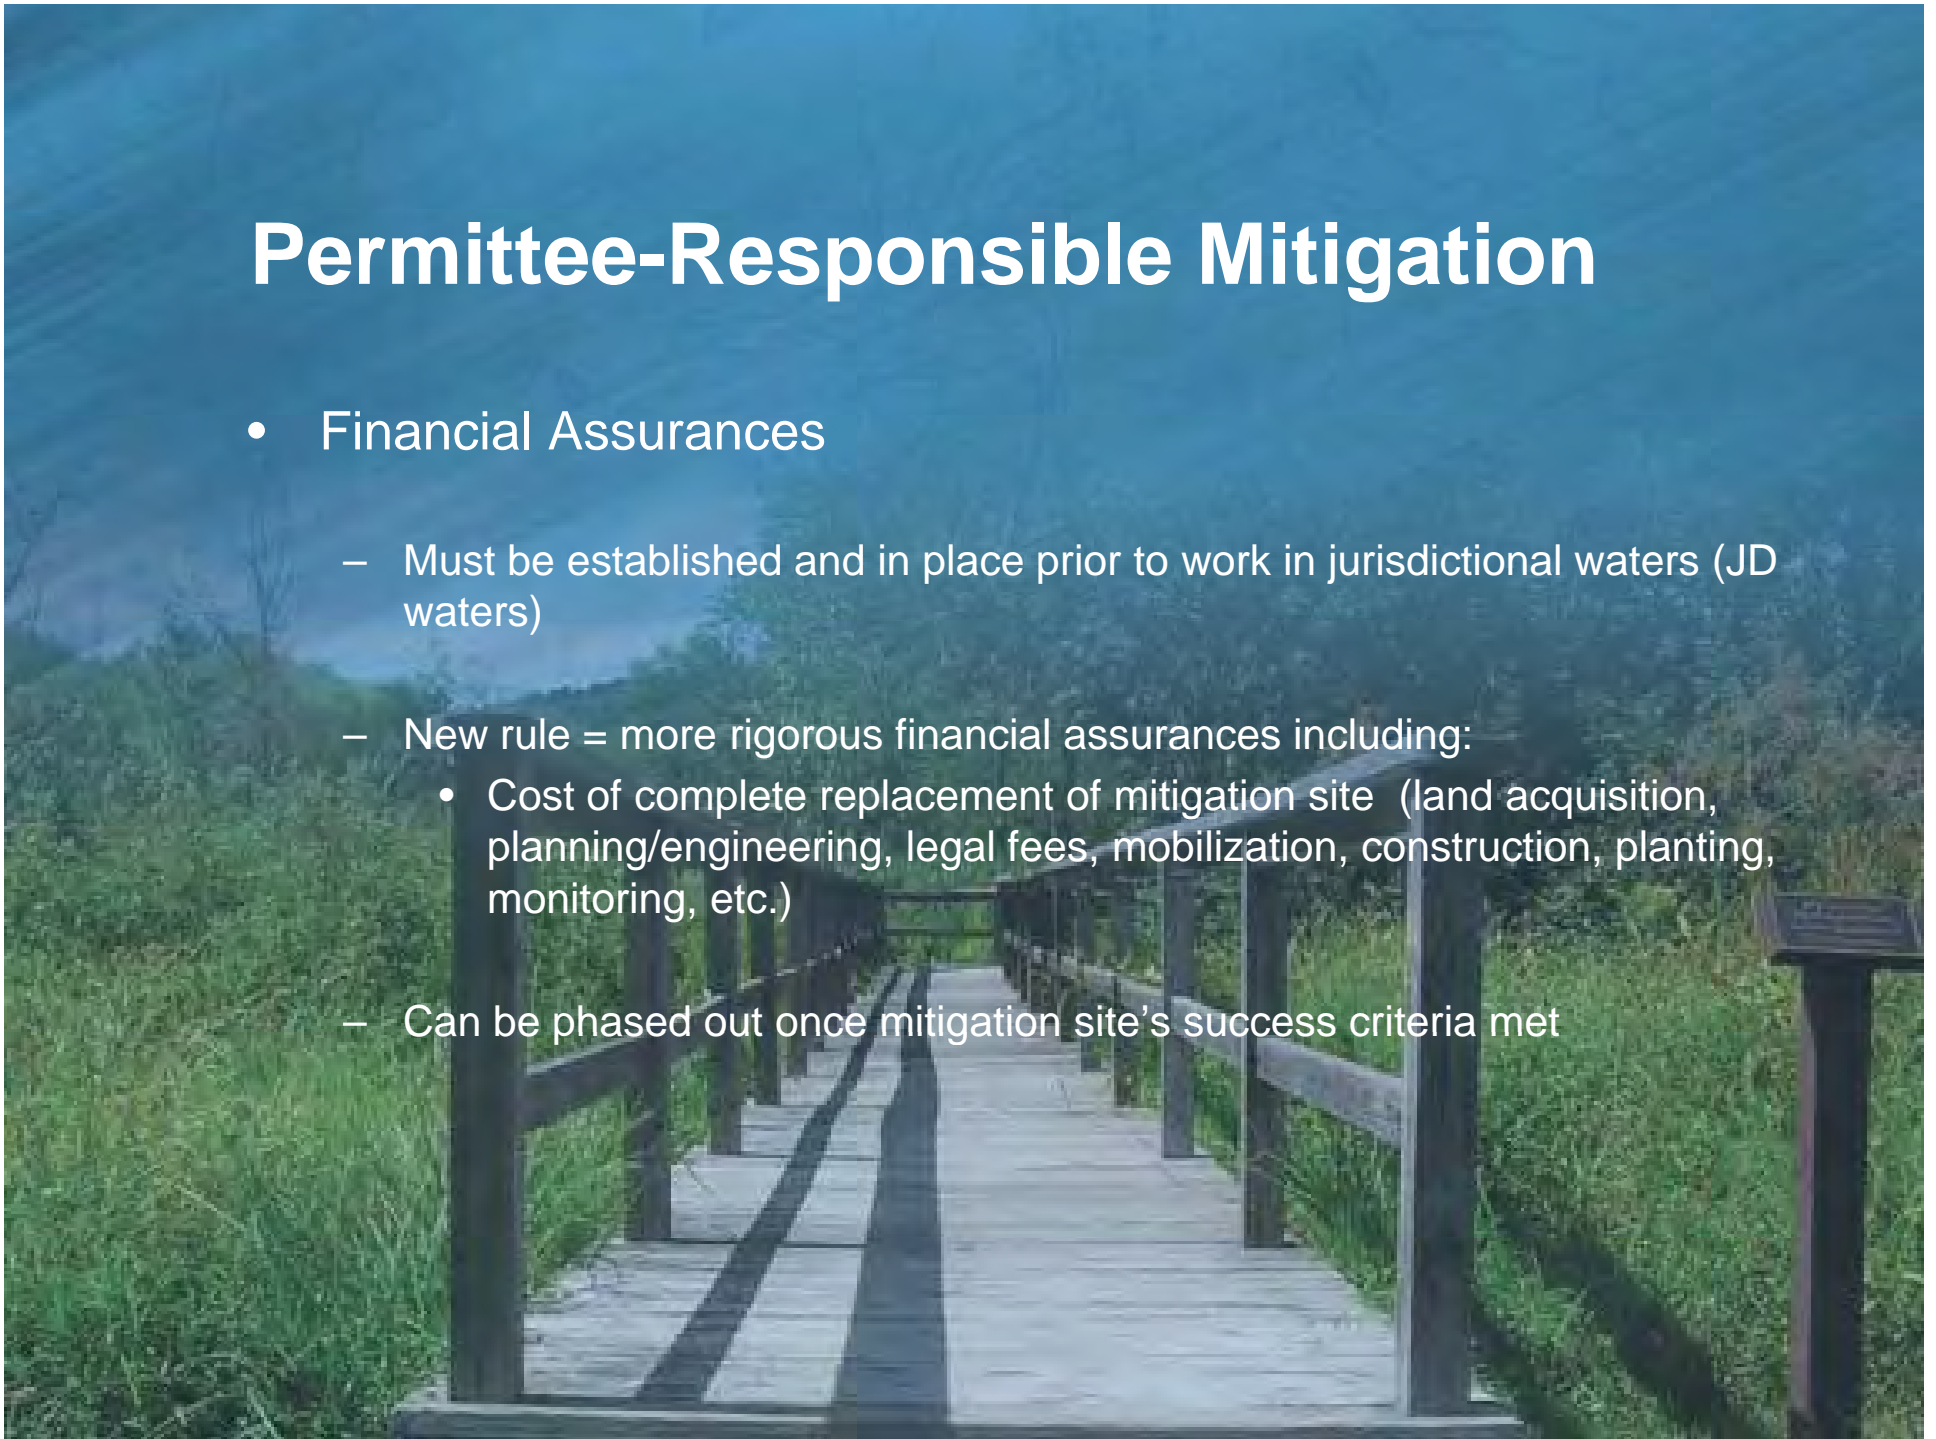 Permittee-Responsible Mitigation
• Financial Assurances
– Must be established and in place prior to work in jurisdictional waters (JD
waters)
– New rule = more rigorous financial assurances including:
• Cost of complete replacement of mitigation site  (land acquisition,
planning/engineering, legal fees, mobilization, construction, planting,
monitoring, etc.)
– Can be phased out once mitigation site’s success criteria met